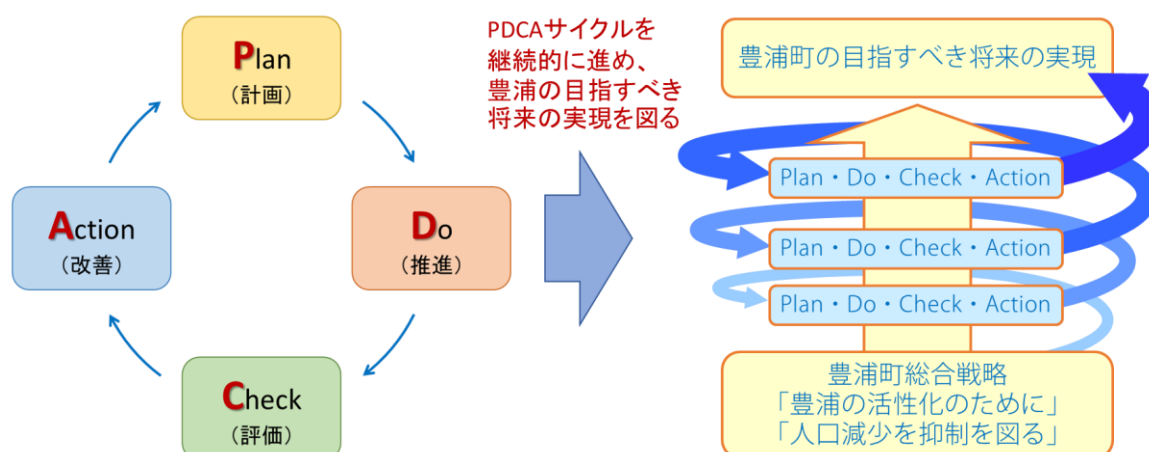 Plan
（計画）
Do
（推進）
Check
（評価）
Action
（改善）
PDCAサイクルを
継続的に進め、
豊浦の目指すべき
将来の実現を図る
豊浦町の目指すべき将来の実現
Plan・Do・Check・Action
Plan・Do・Check・Action
Plan・Do・Check・Action
豊浦町総合戦略
「豊浦の活性化のために」
「人口減少を抑制を図る」